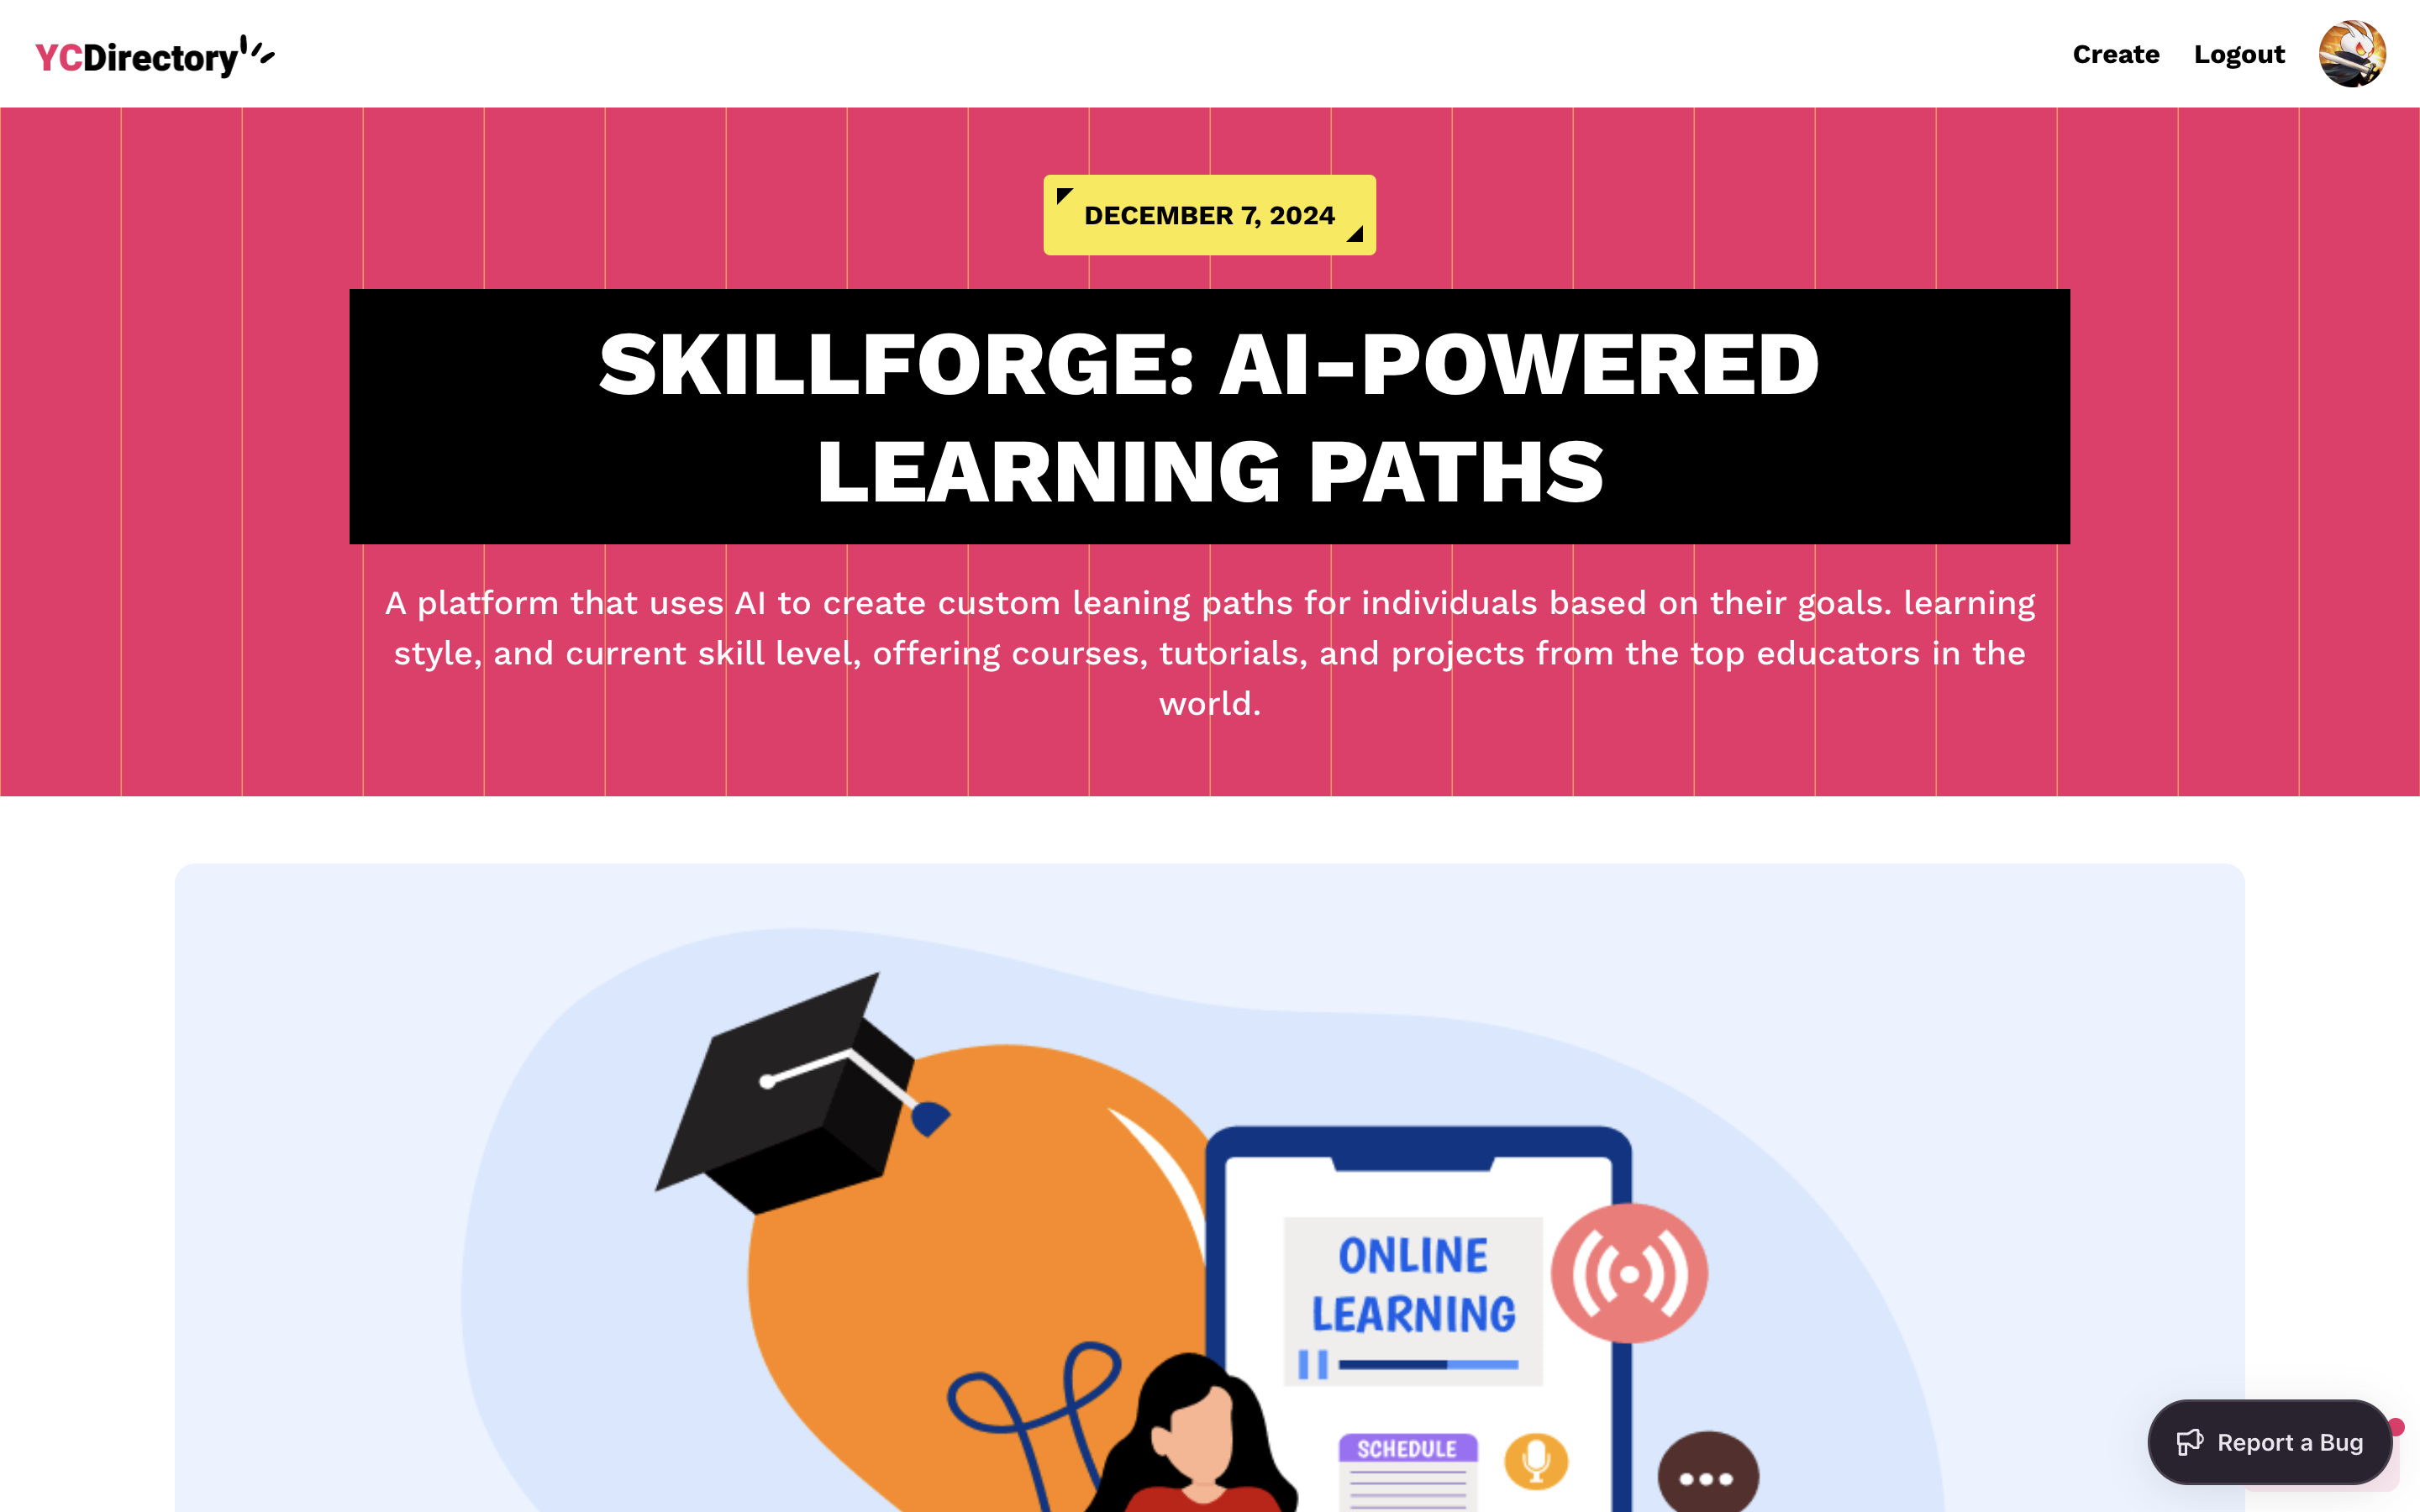 YCDirectory
Create
Logout
DECEMBER 7, 2024
SKILLFORGE: AI-POWERED
LEARNING PATHS
A platform that uses AI to create custom leaning paths for individuals based on their goals. learning
style, and current skill level, offering courses, tutorials, and projects from the top educators in the
world.
ONLINE
LEARNING
SCHEDULE
Report a Bug